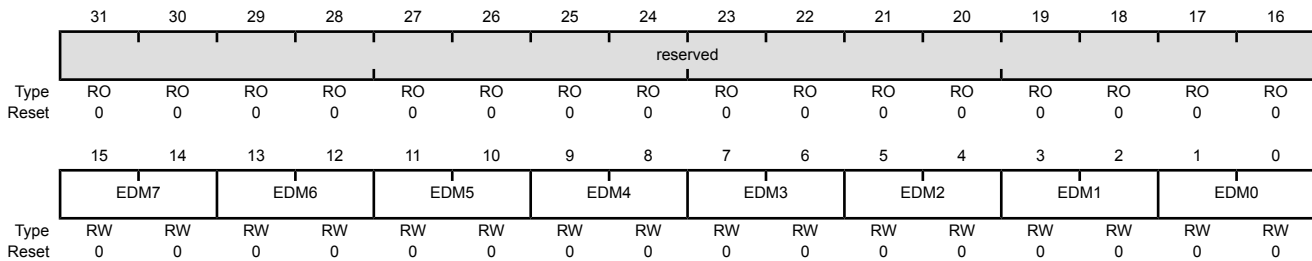 31 30 29 28 27 26 25 24 23 22 21 20 19 18 17 16
reserved
Type RO RO RO RO RO RO RO RO RO RO RO RO RO RO RO RO
Reset 0 0 0 0 0 0 0 0 0 0 0 0 0 0 0 0
15 14 13 12 11 10 9 8 7 6 5 4 3 2 1 0
EDM7 EDM6 EDM5 EDM4 EDM3 EDM2 EDM1 EDM0
Type RW RW RW RW RW RW RW RW RW RW RW RW RW RW RW RW
Reset 0 0 0 0 0 0 0 0 0 0 0 0 0 0 0 0